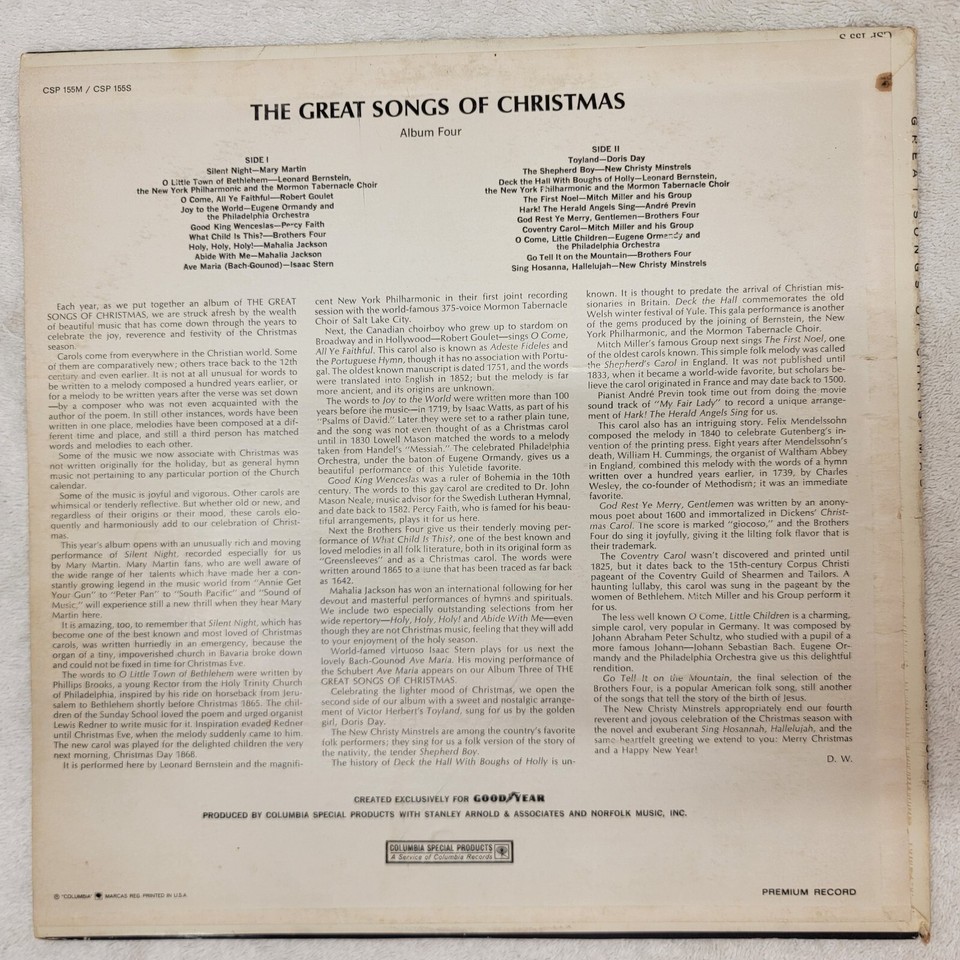 CSP 155 S
CSP 155M / CSP 155S
THE GREAT SONGS OF CHRISTMAS
Album Four
SIDE I
Silent Night—Mary Martin
O Little Town of Bethlehem—Leonard Bernstein,
the New York Philharmonic and the Mormon Tabernacle Choir
O Come, All Ye Faithful—Robert Goulet
Joy to the World—Eugene Ormandy and
the Philadelphia Orchestra
Good King Wenceslas—Percy Faith
What Child Is This?—Brothers Four
Holy, Holy, Holy!—Mahalia Jackson
Abide With Me—Mahalia Jackson
Ave Maria (Bach-Gounod)—Isaac Stern
SIDE II
Toyland—Doris Day
The Shepherd Boy—New Christy Minstrels
Deck the Hall With Boughs of Holly—Leonard Bernstein,
the New York Philharmonic and the Mormon Tabernacle Choir
The First Noel—Mitch Miller and his Group
Hark! The Herald Angels Sing—André Previn
God Rest Ye Merry, Gentlemen—Brothers Four
Coventry Carol—Mitch Miller and his Group
O Come, Little Children—Eugene Ormandy and
the Philadelphia Orchestra
Go Tell It on the Mountain—Brothers Four
Sing Hosanna, Hallelujah—New Christy Minstrels
Each year, as we put together an album of THE GREAT
SONGS OF CHRISTMAS, we are struck afresh by the wealth
of beautiful music that has come down through the years to
celebrate the joy, reverence and festivity of the Christmas
season.
Carols come from everywhere in the Christian world. Some
of them are comparatively new; others trace back to the 12th
century and even earlier. It is not at all unusual for words to
be written to a melody composed a hundred years earlier, or
for a melody to be written years after the verse was set down
—by a composer who was not even acquainted with the
author of the poem. In still other instances, words have been
written in one place, melodies have been composed at a dif-
ferent time and place, and still a third person has matched
words and melodies to each other.
Some of the music we now associate with Christmas was
not written originally for the holiday, but as general hymn
music not pertaining to any particular portion of the Church
calendar.
Some of the music is joyful and vigorous. Other carols are
whimsical or tenderly reflective. But whether old or new, and
regardless of their origins or their mood, these carols elo-
quently and harmoniously add to our celebration of Christ-
mas.
This year's album opens with an unusually rich and moving
performance of Silent Night, recorded especially for us
by Mary Martin. Mary Martin fans, who are well aware of
the wide range of her talents which have made her a con-
stantly growing legend in the music world from "Annie Get
Your Gun" to "Peter Pan" to "South Pacific" and "Sound of
Music," will experience still a new thrill when they hear Mary
Martin here.
It is amazing, too, to remember that Silent Night, which has
become one of the best known and most loved of Christmas
carols, was written hurriedly in an emergency, because the
organ of a tiny, impoverished church in Bavaria broke down
and could not be fixed in time for Christmas Eve.
The words to O Little Town of Bethlehem were written by
Phillips Brooks, a young Rector from the Holy Trinity Church
of Philadelphia, inspired by his ride on horseback from Jeru-
salem to Bethlehem shortly before Christmas 1865. The chil-
dren of the Sunday School loved the poem and urged organist
Lewis Redner to write music for it. Inspiration evaded Redner
until Christmas Eve, when the melody suddenly came to him.
The new carol was played for the delighted children the very
next morning, Christmas Day 1868.
It is performed here by Leonard Bernstein and the magnifi-
cent New York Philharmonic in their first joint recording
session with the world-famous 375-voice Mormon Tabernacle
Choir of Salt Lake City.
Next, the Canadian choirboy who grew up to stardom on
Broadway and in Hollywood—Robert Goulet—sings O Come,
All Ye Faithful. This carol also is known as Adeste Fideles and
the Portuguese Hymn, though it has no association with Portu-
gal. The oldest known manuscript is dated 1751, and the words
were translated into English in 1852; but the melody is far
more ancient, and its origins are unknown.
The words to Joy to the World were written more than 100
years before the music—in 1719, by Isaac Watts, as part of his
"Psalms of David." Later they were set to a rather plain tune,
and the song was not even thought of as a Christmas carol
until in 1830 Lowell Mason matched the words to a melody
taken from Handel's "Messiah." The celebrated Philadelphia
Orchestra, under the baton of Eugene Ormandy, gives us a
beautiful performance of this Yuletide favorite.
Good King Wenceslas was a ruler of Bohemia in the 10th
century. The words to this gay carol are credited to Dr. John
Mason Neale; music advisor for the Swedish Lutheran Hymnal,
and date back to 1582. Percy Faith, who is famed for his beau-
tiful arrangements, plays it for us here.
Next the Brothers Four give us their tenderly moving per-
formance of What Child Is This?, one of the best known and
loved melodies in all folk literature, both in its original form as
"Greensleeves" and as a Christmas carol. The words were
written around 1865 to a tune that has been traced as far back
as 1642.
Mahalia Jackson has won an international following for her
devout and masterful performances of hymns and spirituals.
We include two especially outstanding selections from her
wide repertory—Holy, Holy, Holy! and Abide With Me—even
though they are not Christmas music, feeling that they will add
to your enjoyment of the holy season.
World-famed virtuoso Isaac Stern plays for us next the
lovely Bach-Gounod Ave Maria. His moving performance of
the Schubert Ave Maria appears on our Album Three of THE
GREAT SONGS OF CHRISTMAS.
Celebrating the lighter mood of Christmas, we open the
second side of our album with a sweet and nostalgic arrange-
ment of Victor Herbert's Toyland, sung for us by the golden
girl, Doris Day.
The New Christy Minstrels are among the country's favorite
folk performers; they sing for us a folk version of the story of
the nativity, the tender Shepherd Boy.
The history of Deck the Hall With Boughs of Holly is un-
known. It is thought to predate the arrival of Christian mis-
sionaries in Britain. Deck the Hall commemorates the old
Welsh winter festival of Yule. This gala performance is another
of the gems produced by the joining of Bernstein, the New
York Philharmonic, and the Mormon Tabernacle Choir.
Mitch Miller's famous Group next sings The First Noel, one
of the oldest carols known. This simple folk melody was called
the Shepherd's Carol in England. It was not published until
1833, when it became a world-wide favorite, but scholars be-
lieve the carol originated in France and may date back to 1500.
Pianist André Previn took time out from doing the movie
sound track of "My Fair Lady" to record a unique arrange-
ment of Hark! The Herald Angels Sing for us.
This carol also has an intriguing story. Felix Mendelssohn
composed the melody in 1840 to celebrate Gutenberg's in-
vention of the printing press. Eight years after Mendelssohn's
death, William H. Cummings, the organist of Waltham Abbey
in England, combined this melody with the words of a hymn
written over a hundred years earlier, in 1739, by Charles
Wesley, the co-founder of Methodism; it was an immediate
favorite.
God Rest Ye Merry, Gentlemen was written by an anony-
mous poet about 1600 and immortalized in Dickens' Christ-
mas Carol. The score is marked "giocoso," and the Brothers
Four do sing it joyfully, giving it the lilting folk flavor that is
their trademark.
The Coventry Carol wasn't discovered and printed until
1825, but it dates back to the 15th-century Corpus Christi
pageant of the Coventry Guild of Shearmen and Tailors. A
haunting lullaby, this carol was sung in the pageant by the
women of Bethlehem. Mitch Miller and his Group perform it
for us.
The less well known O Come, Little Children is a charming,
simple carol, very popular in Germany. It was composed by
Johann Abraham Peter Schultz, who studied with a pupil of a
more famous Johann—Johann Sebastian Bach. Eugene Or-
mandy and the Philadelphia Orchestra give us this delightful
rendition.
Go Tell It on the Mountain, the final selection of the
Brothers Four, is a popular American folk song, still another
of the songs that tell the story of the birth of Jesus.
The New Christy Minstrels appropriately end our fourth
reverent and joyous celebration of the Christmas season with
the novel and exuberant Sing Hosannah, Hallelujah, and the
same heartfelt greeting we extend to you: Merry Christmas
and a Happy New Year!
D. W.
CREATED EXCLUSIVELY FOR GOODYEAR
PRODUCED BY COLUMBIA SPECIAL PRODUCTS WITH STANLEY ARNOLD & ASSOCIATES AND NORFOLK MUSIC, INC.
COLUMBIA SPECIAL PRODUCTS
A Service of Columbia Records
© "COLUMBIA" MARCAS REG. PRINTED IN U.S.A.
PREMIUM RECORD
GREAT SONGS